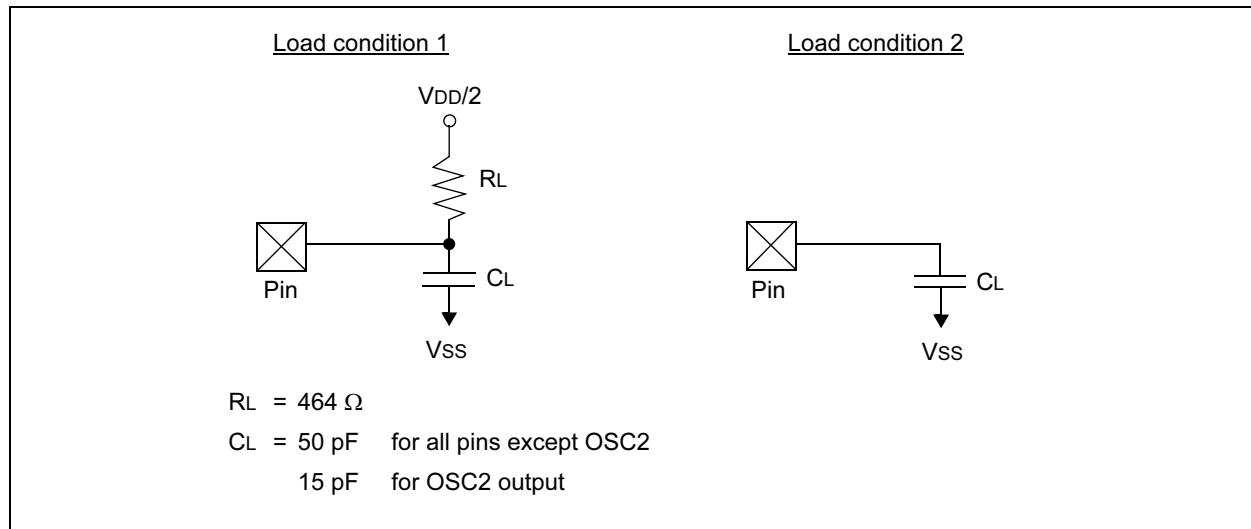 Load condition 1
VDD/2
RL
Pin
CL
VSS
Load condition 2
Pin
CL
VSS
RL = 464 Ω
CL = 50 pF for all pins except OSC2
15 pF for OSC2 output